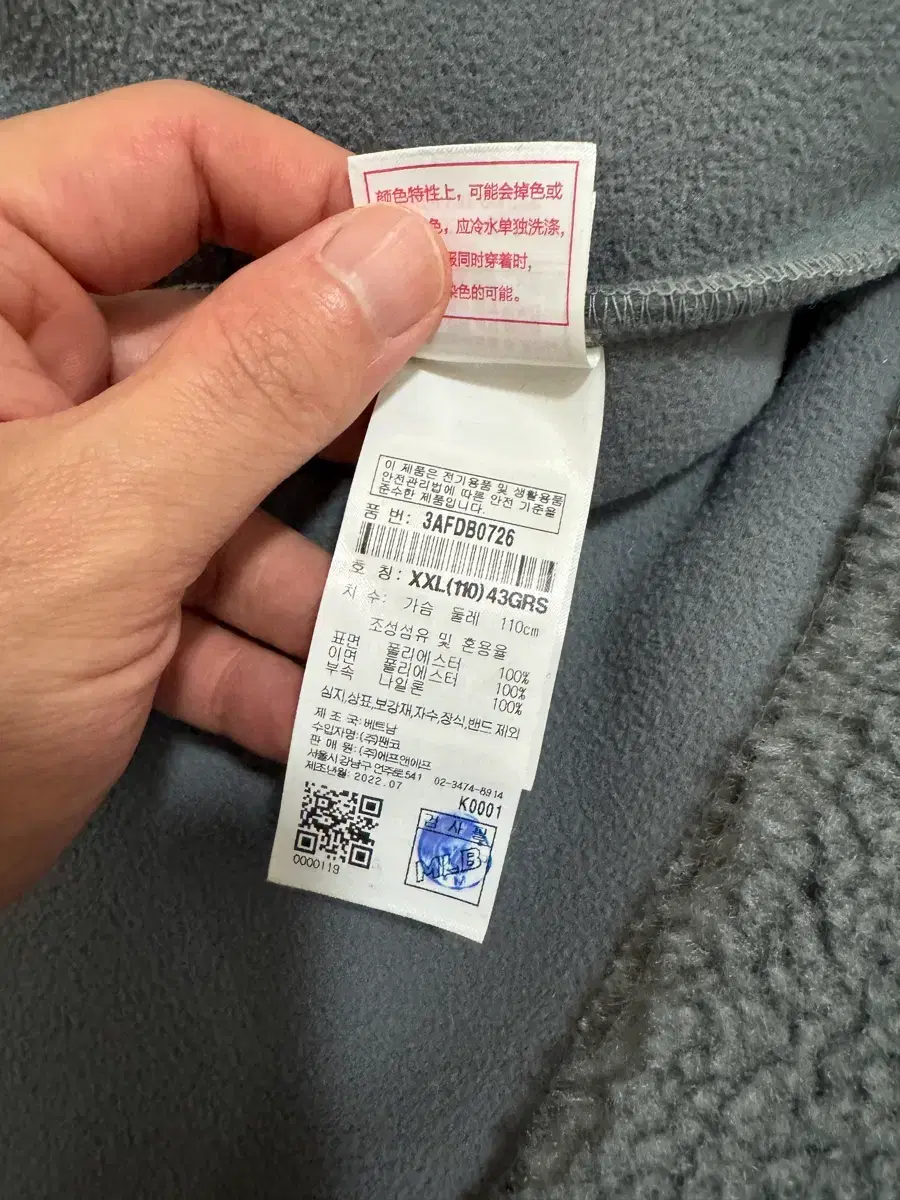 颜色特性上，可能会掉色或
色，应冷水单独洗涤，
同时穿着时，
染色的可能。
이 제품은 전기용품 및 생활용품
안전관리법에 따른 안전 기준을
준수한 제품입니다.
품 번: 3AFDB0726
호 칭: XXL(110)43GRS
치 수: 가슴 둘레 110cm
조성섬유 및 혼용율
표면 폴리에스터 100%
이면 폴리에스터 100%
부속 나일론 100%
심지,상표,보강재,자수,장식,밴드 제외
제 조 국:베트남
수입자명:(주)팬코
판 매 원:(주)에프앤에프
서울시 강남구 언주로 541 02-3474-8914
제조년월: 2022.07
K0001
0000119
검 사 필
MLB